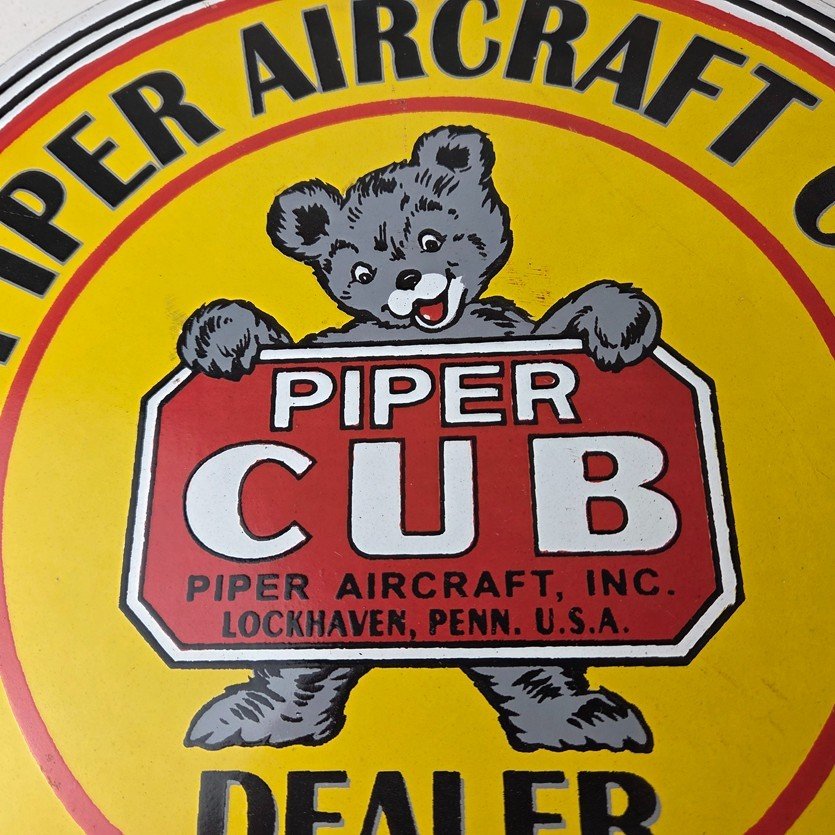 PIPER AIRCRAFT
PIPER
CUB
PIPER AIRCRAFT, INC.
LOCKHAVEN, PENN. U.S.A.
DEALER